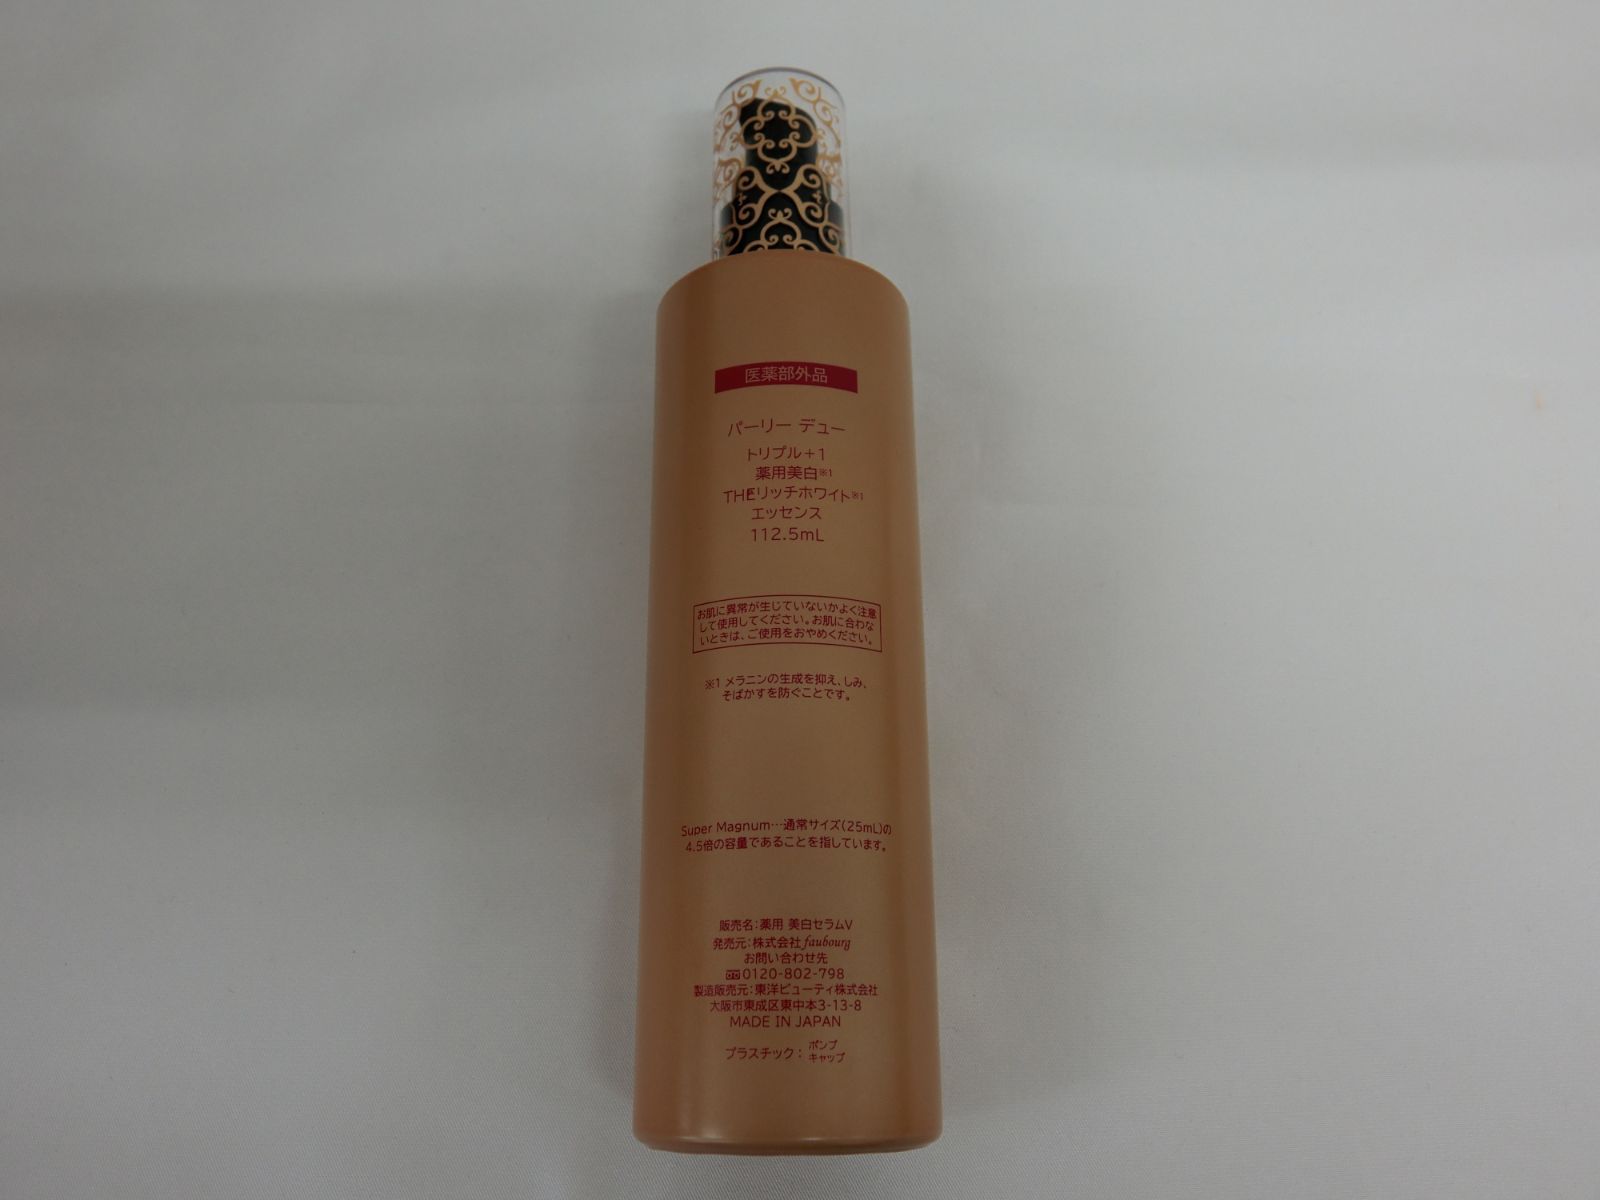 医薬部外品
パーリー デュー
トリプル+1
薬用美白※1
THEリッチホワイト※1
エッセンス
112.5mL
お肌に異常が生じていないかよく注意
して使用してください。お肌に合わな
いときは、ご使用をおやめください。
※1 メラニンの生成を抑え、しみ、
そばかすを防ぐことです。
Super Magnum…通常サイズ(25mL)の
4.5倍の容量であることを指しています。
販売名:薬用 美白セラムV
発売元:株式会社faubourg
お問い合わせ先
0120-802-798
製造販売元:東洋ビューティ株式会社
大阪市東成区東中本3-13-8
MADE IN JAPAN
プラスチック: ポンプ
キャップ